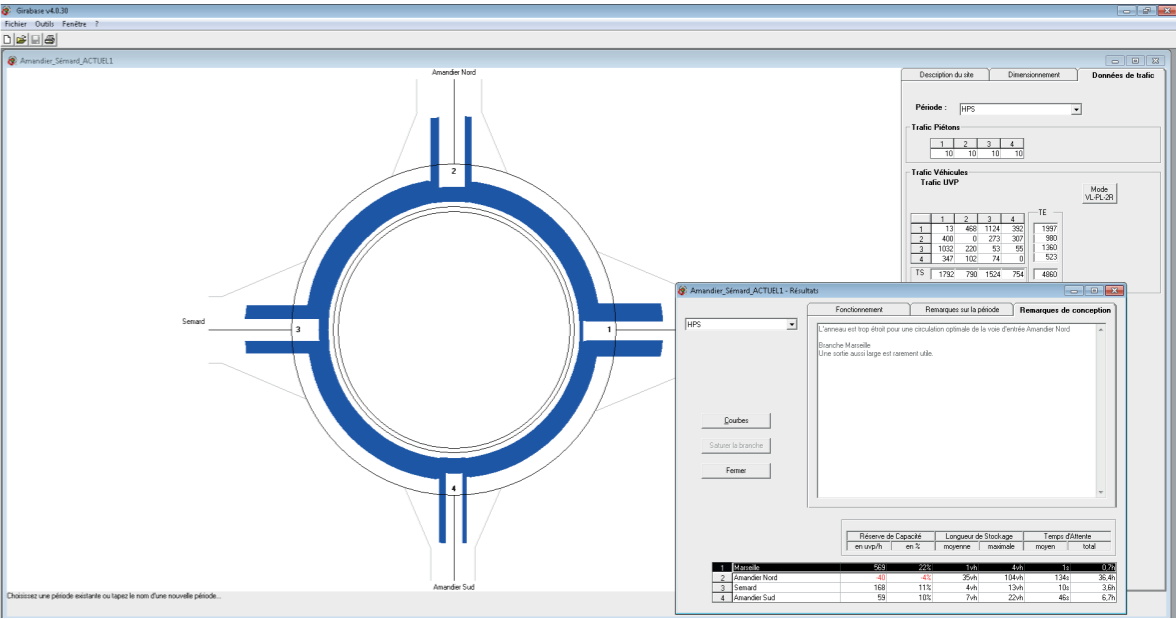 Girabase v4.0.30
Fichier Outils Fenêtre ?
Amandier_Sémard_ACTUEL1
Amandier Nord
2
Semard
3
1
4
Amandier Sud
Choisissez une période existante ou tapez le nom d'une nouvelle période...
Description du site Dimensionnement Données de trafic
Période : HPS
Trafic Piétons
1 2 3 4
10 10 10 10
Trafic Véhicules
Trafic UVP
Mode
VL-PL-2R
TE
1 2 3 4
1 13 468 1124 392 1997
2 400 0 273 307 980
3 1032 220 53 55 1360
4 347 102 74 0 523
TS 1792 790 1524 754 4860
Amandier_Sémard_ACTUEL1 - Résultats
HPS
Fonctionnement Remarques sur la période Remarques de conception
L'anneau est trop étroit pour une circulation optimale de la voie d'entrée Amandier Nord
Branche Marseille
Une sortie aussi large est rarement utile.
Courbes
Saturer la branche
Fermer
Réserve de Capacité Longueur de Stockage Temps d'Attente
en uvp/h en % moyenne maximale moyen total
1 Marseille 569 22% 1vh 4vh 1s 0,7h
2 Amandier Nord -40 -4% 35vh 104vh 134s 36,4h
3 Semard 168 11% 4vh 13vh 10s 3,6h
4 Amandier Sud 59 10% 7vh 22vh 46s 6,7h